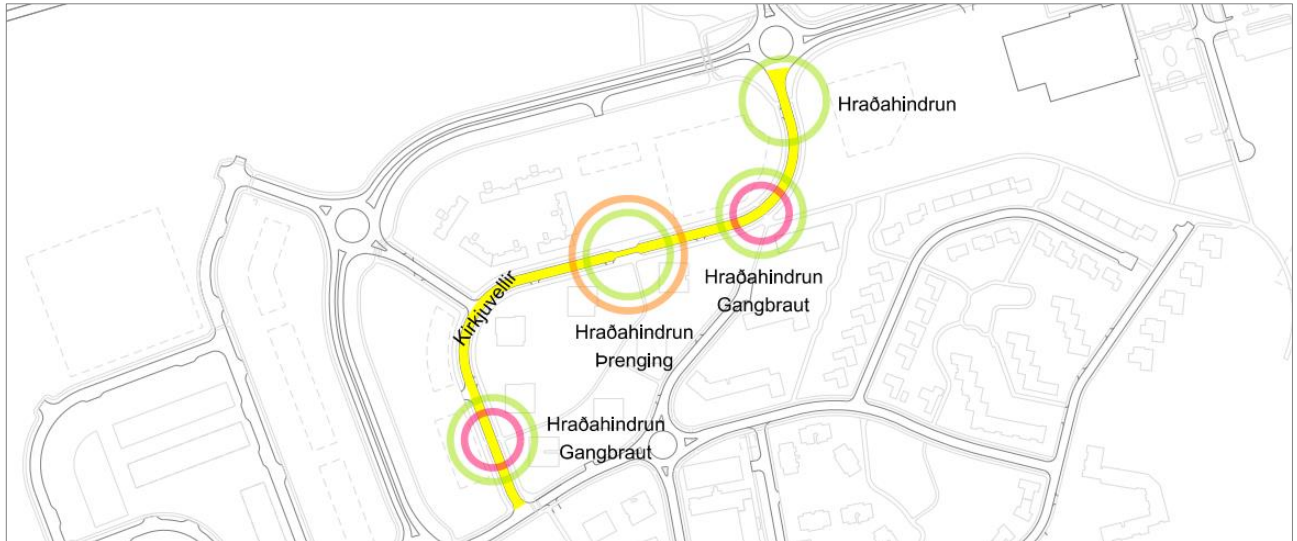 Hraðahindrun
Hraðahindrun
Gangbraut
Kirkjuvellir
Hraðahindrun
Þrenging
Hraðahindrun
Gangbraut